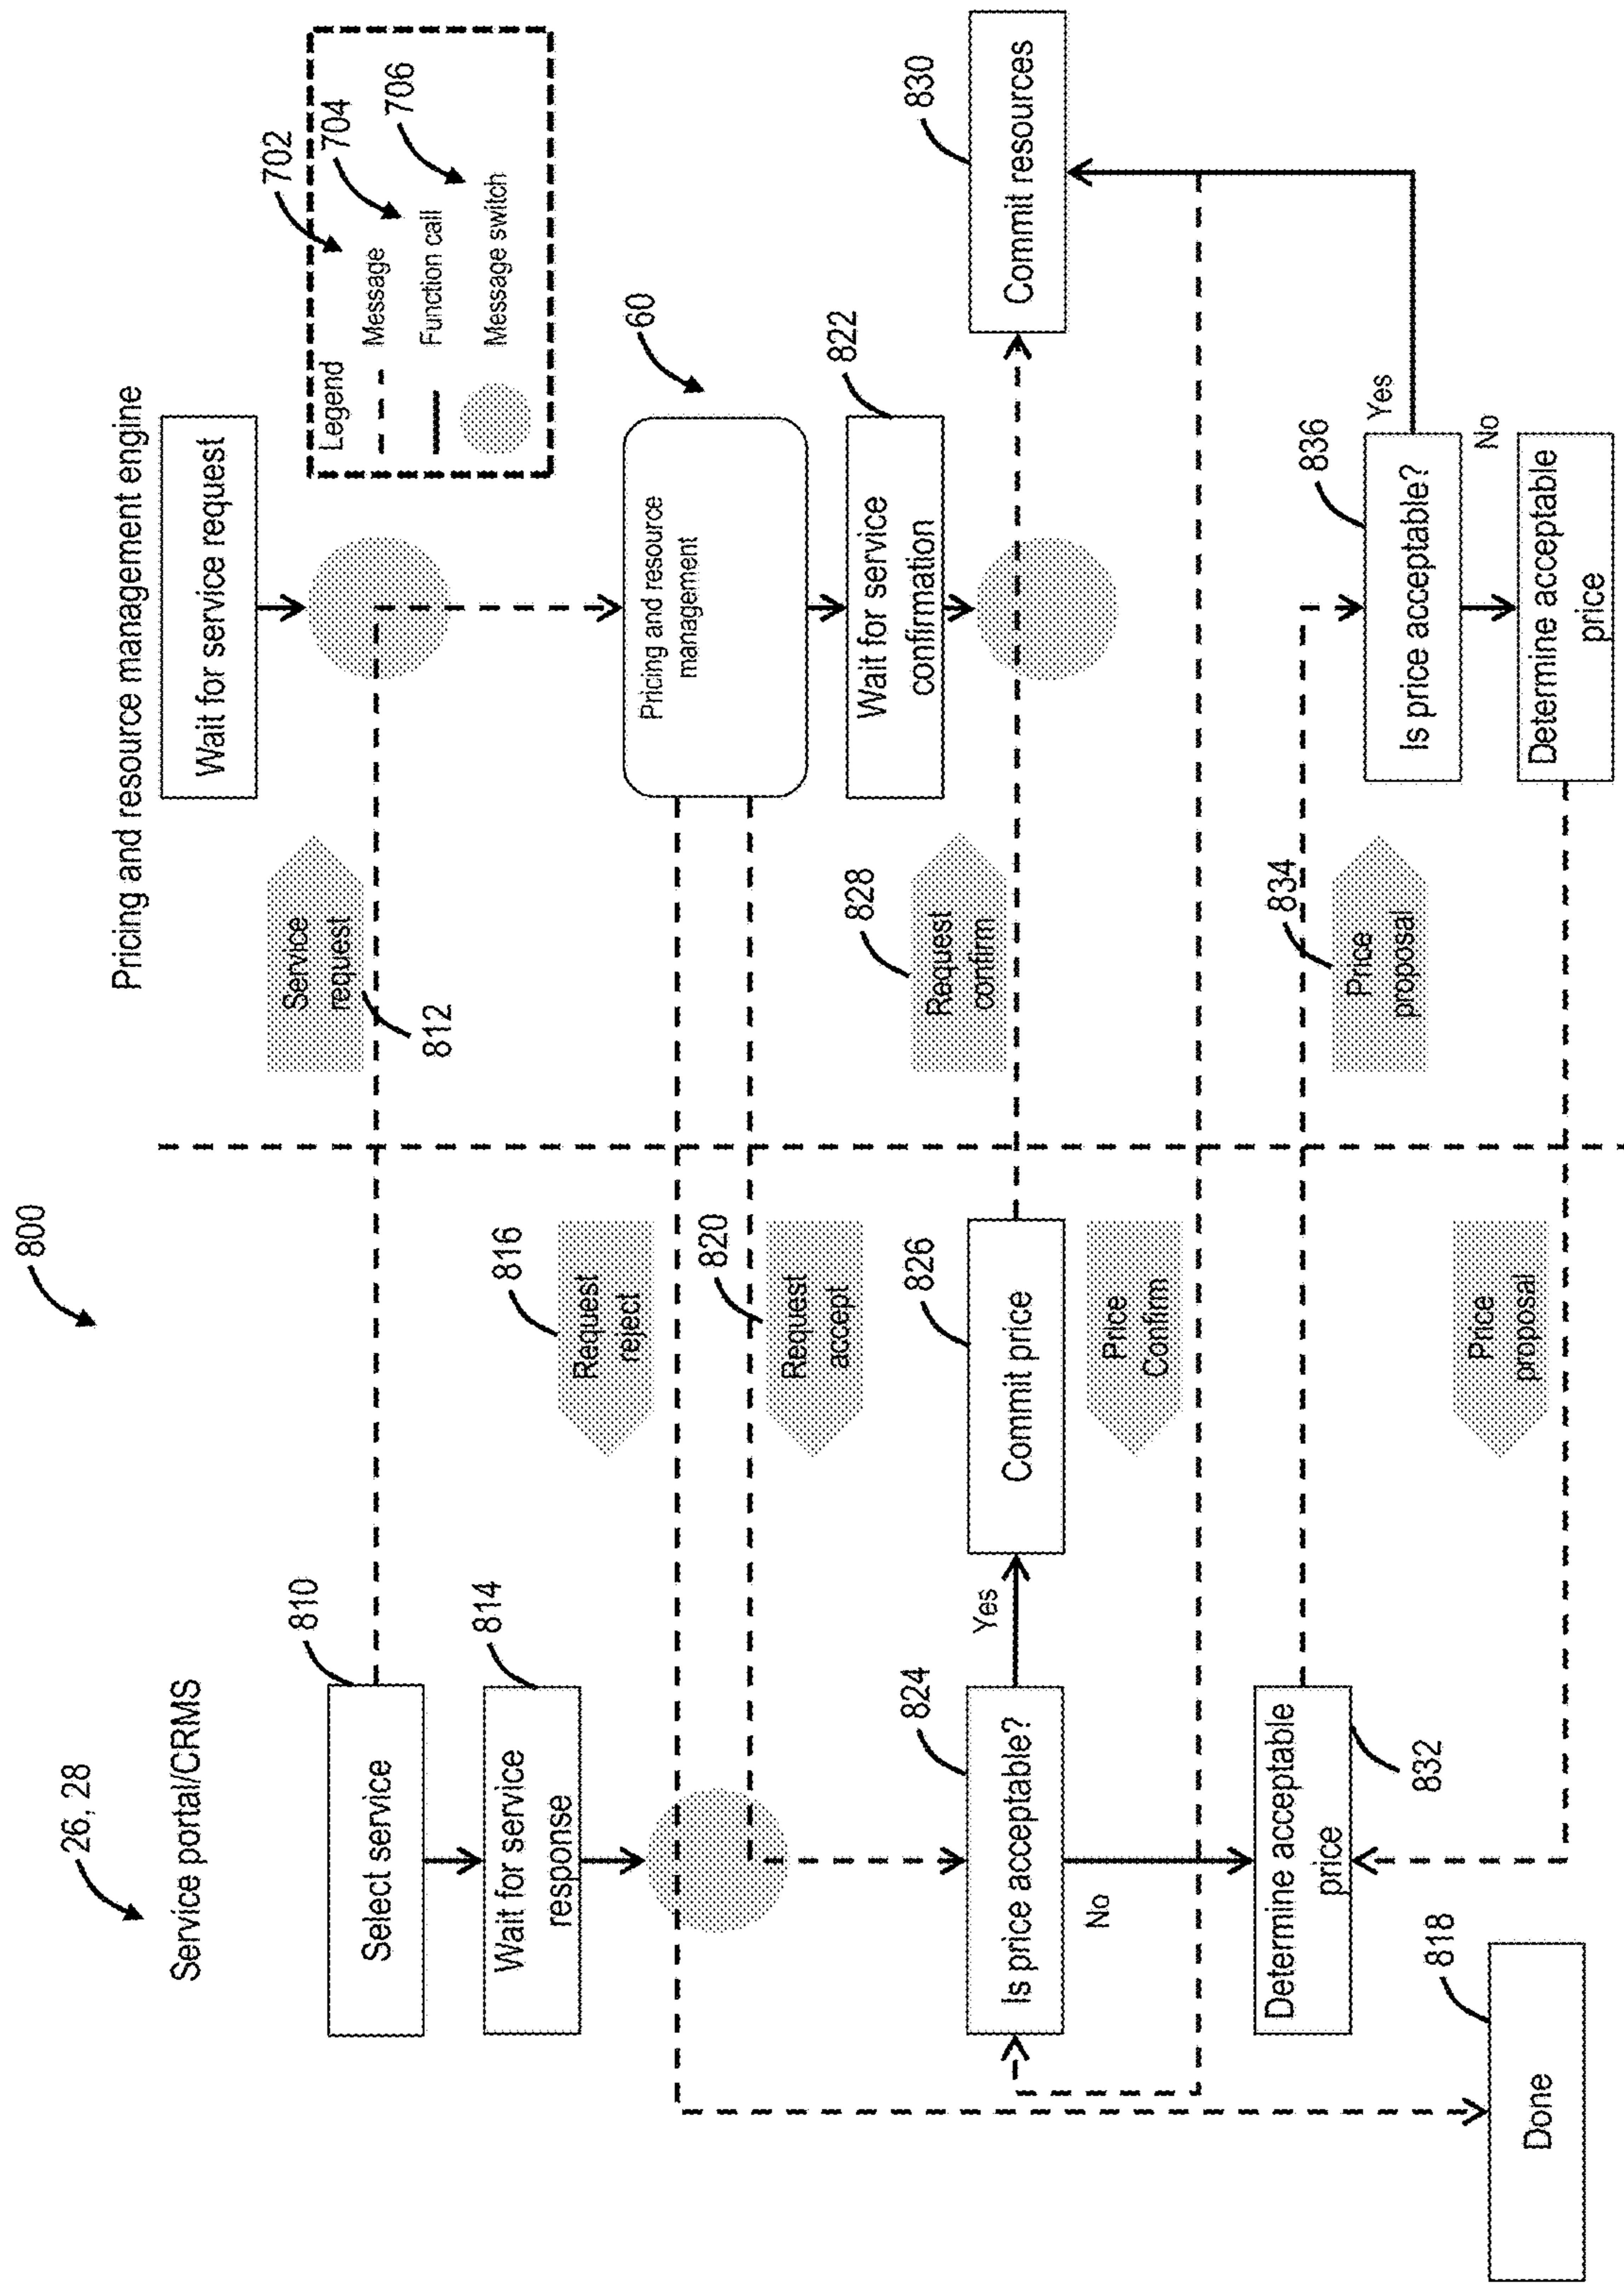 800
26, 28
Service portal/CRMS
Pricing and resource management engine
Legend
Message
702
Function call
704
Message switch
706
Wait for service request
Select service
810
Service
request
812
Wait for service
response
814
Request
reject
816
Pricing and resource
management
60
Request
accept
820
Wait for service
confirmation
822
Is price acceptable?
824
Yes
No
Commit price
826
Request
confirm
828
Commit resources
830
Price
Confirm
Determine acceptable
price
832
Price
proposal
834
Is price acceptable?
836
Yes
No
Determine acceptable
price
Price
proposal
Done
818